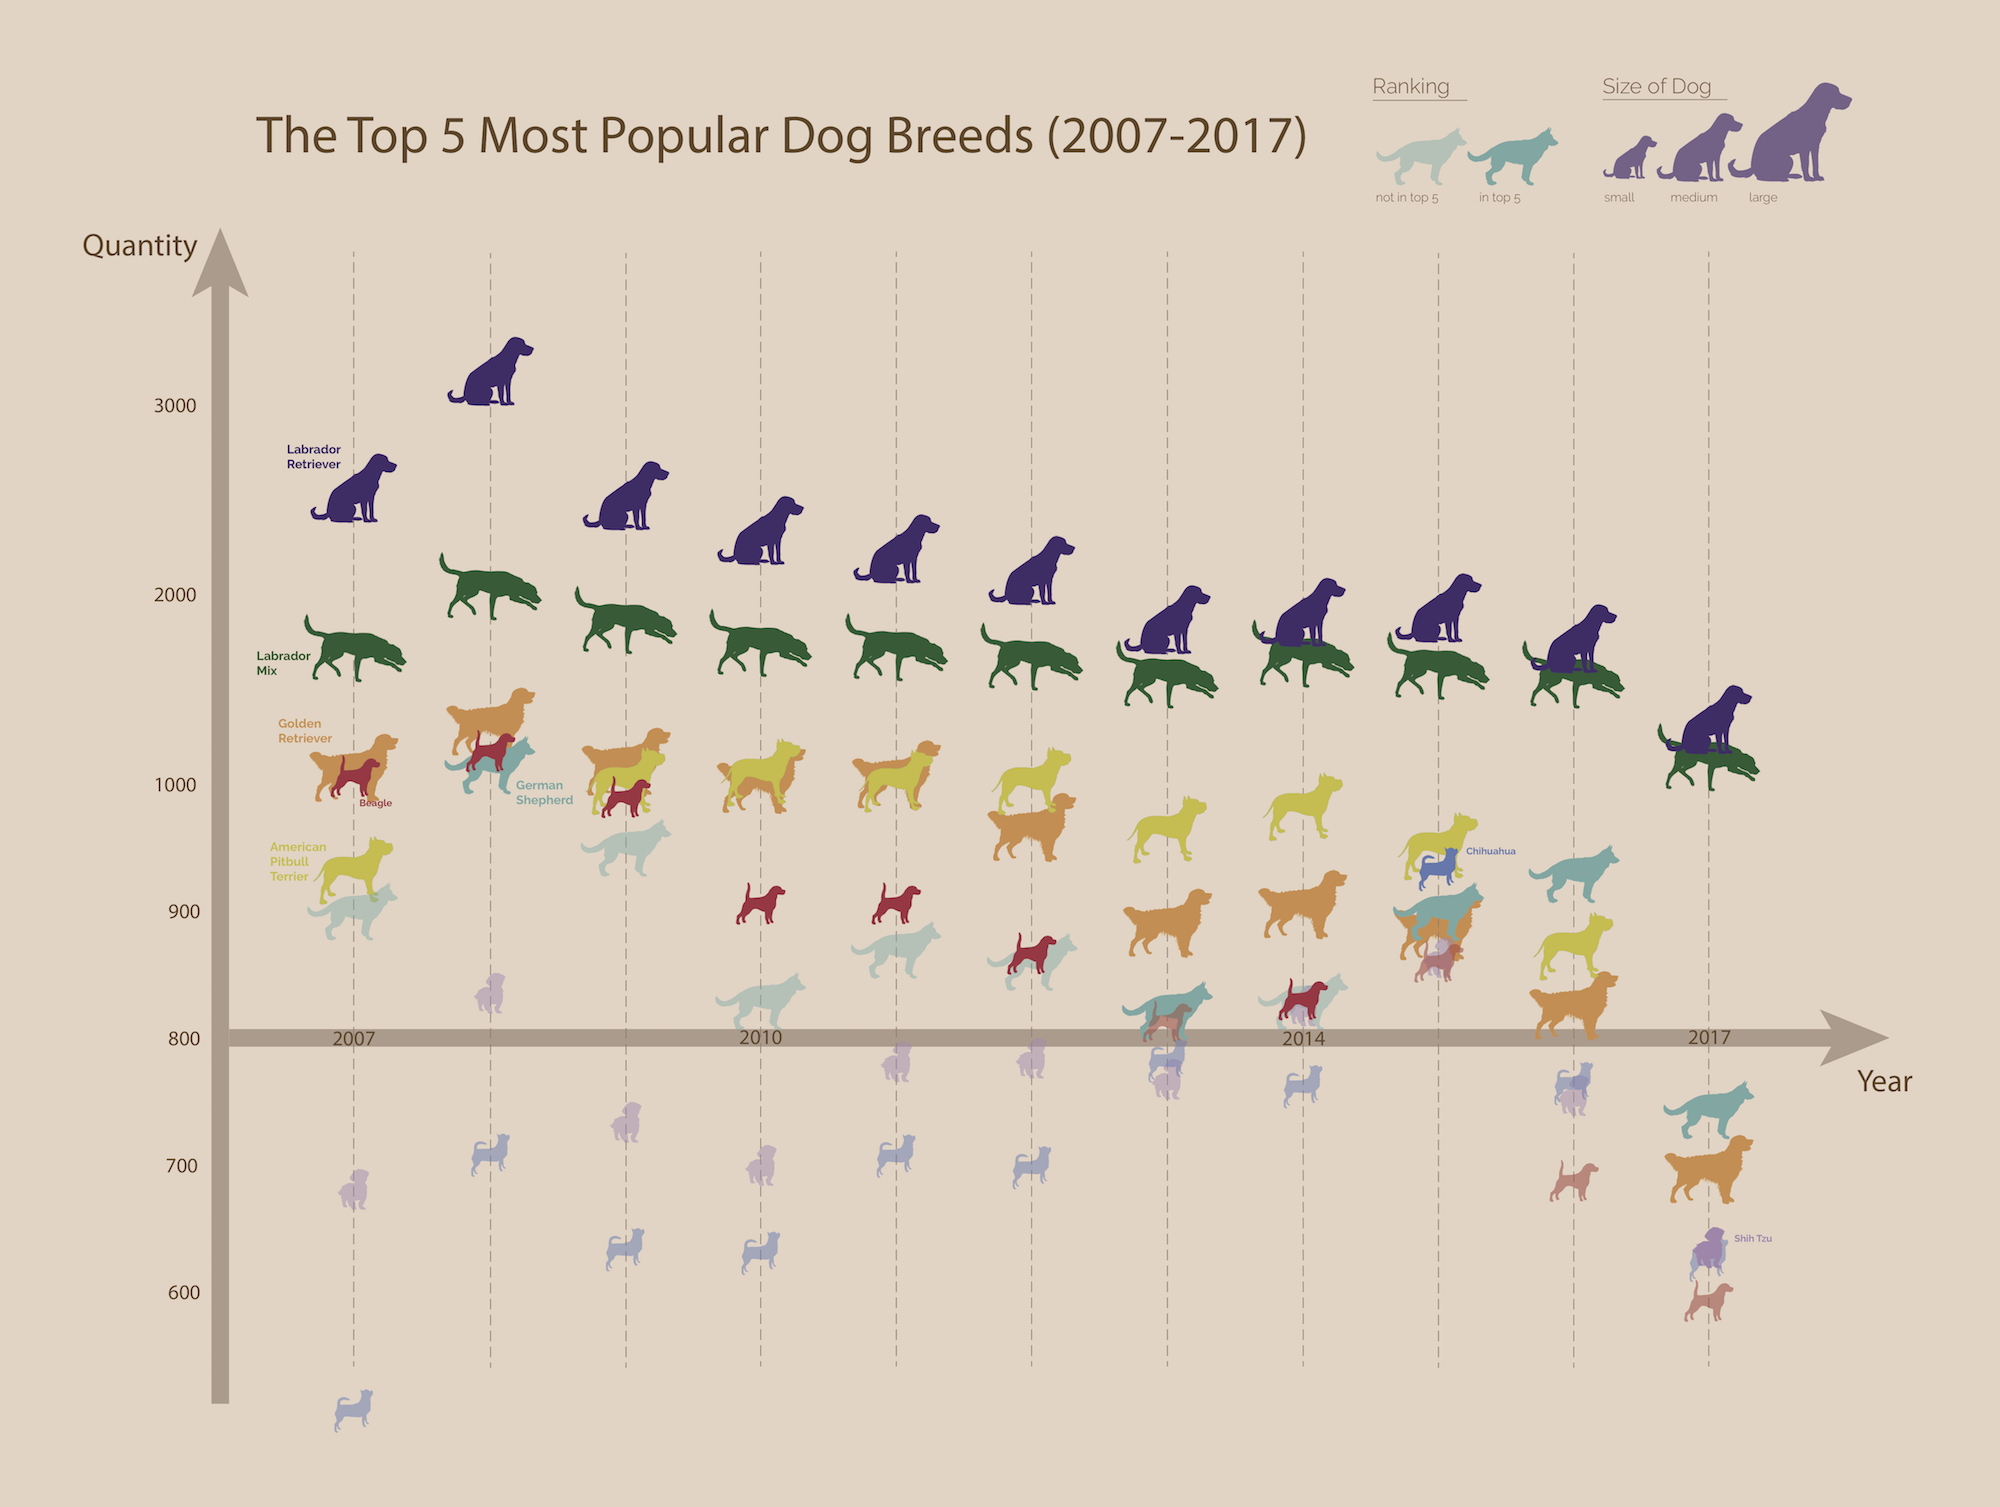 The Top 5 Most Popular Dog Breeds (2007-2017)
Ranking
not in top 5
in top 5
Size of Dog
small
medium
large
Quantity
3000
2000
1000
900
800
700
600
Labrador
Retriever
Labrador
Mix
Golden
Retriever
Beagle
German
Shepherd
American
Pitbull
Terrier
Chihuahua
2007
2010
2014
2017
Year
Shih Tzu